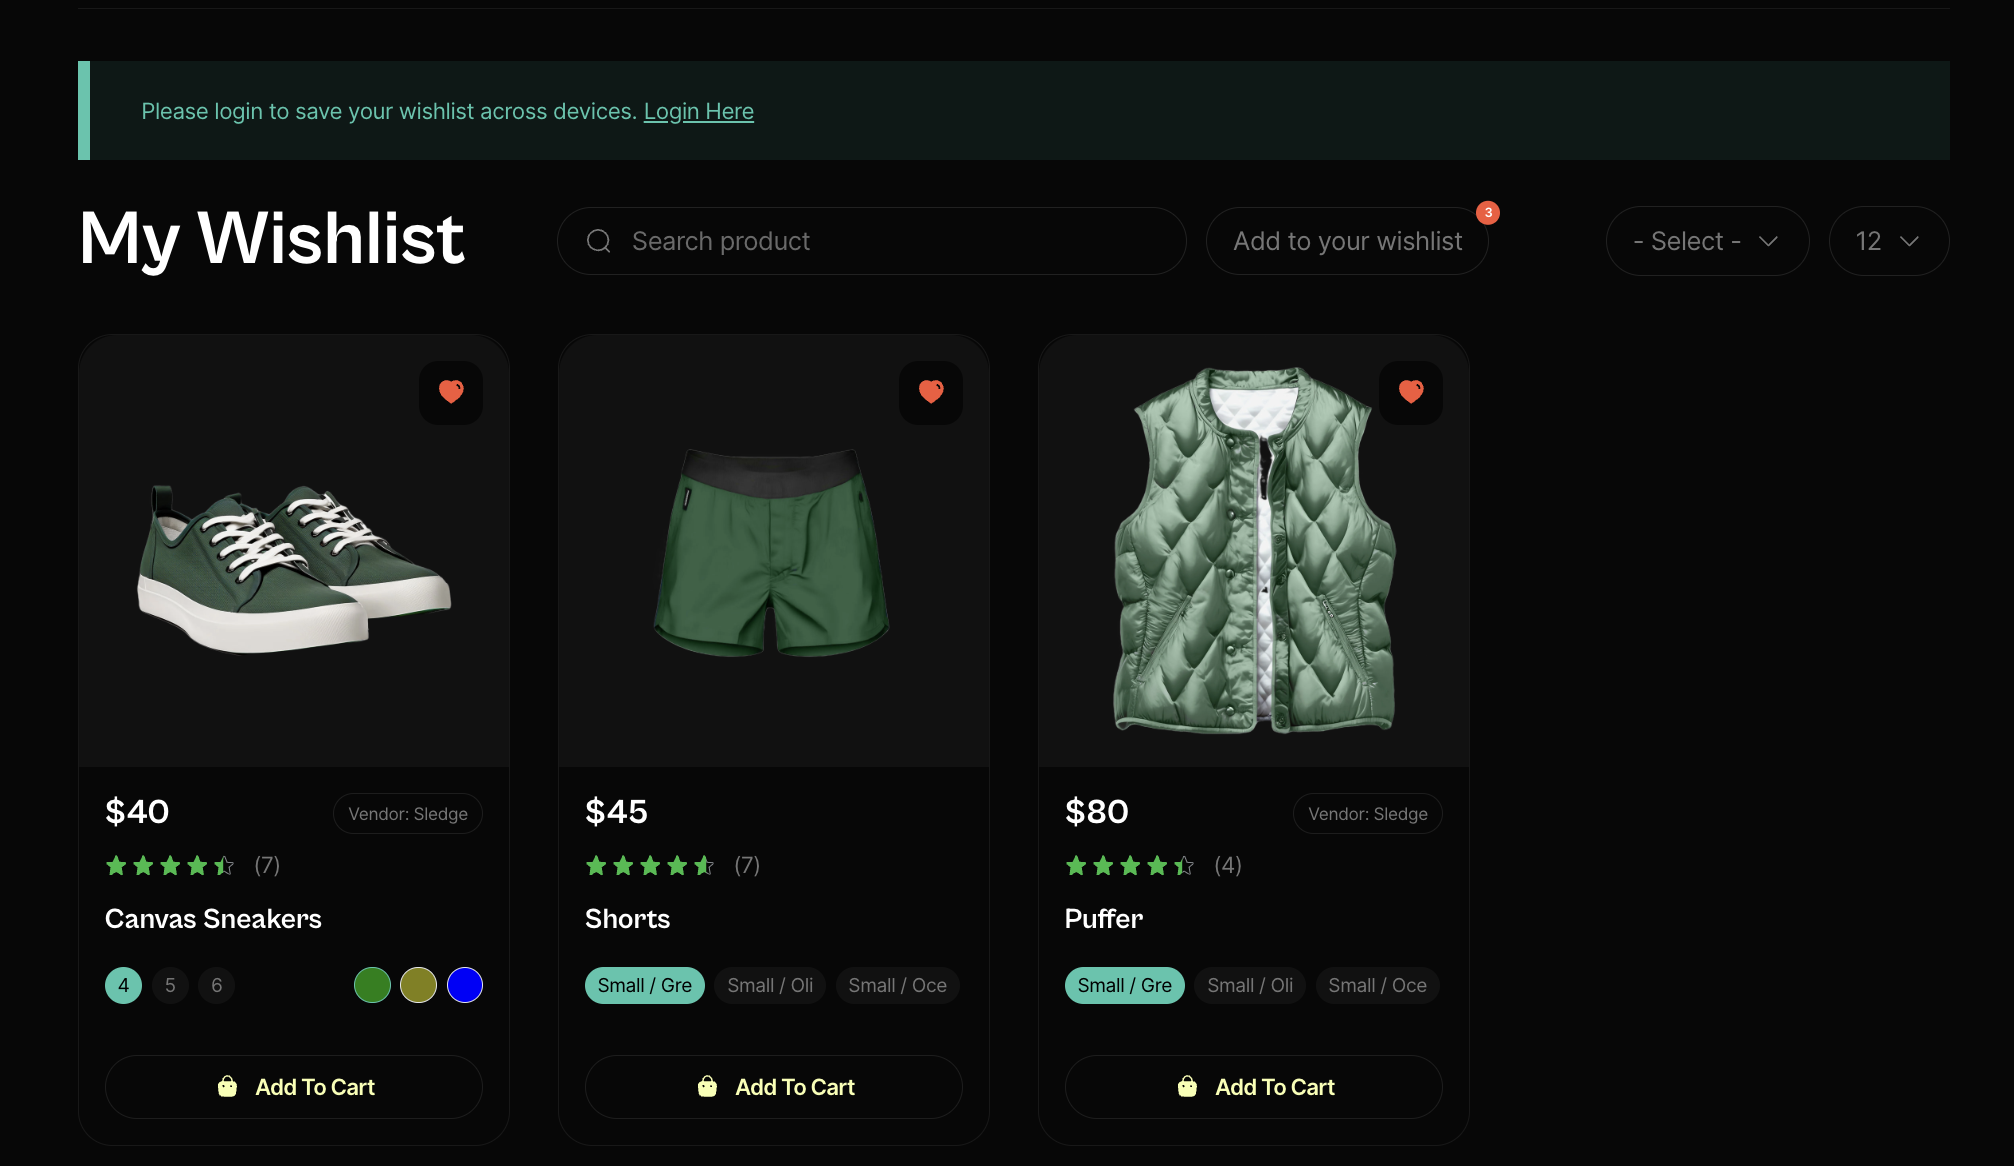 Please login to save your wishlist across devices. Login Here
My Wishlist
Search product
Add to your wishlist
3
- Select -
12
$40
Vendor: Sledge
(7)
Canvas Sneakers
4 5 6
Add To Cart
$45
(7)
Shorts
Small / Gre Small / Oli Small / Oce
Add To Cart
$80
Vendor: Sledge
(4)
Puffer
Small / Gre Small / Oli Small / Oce
Add To Cart